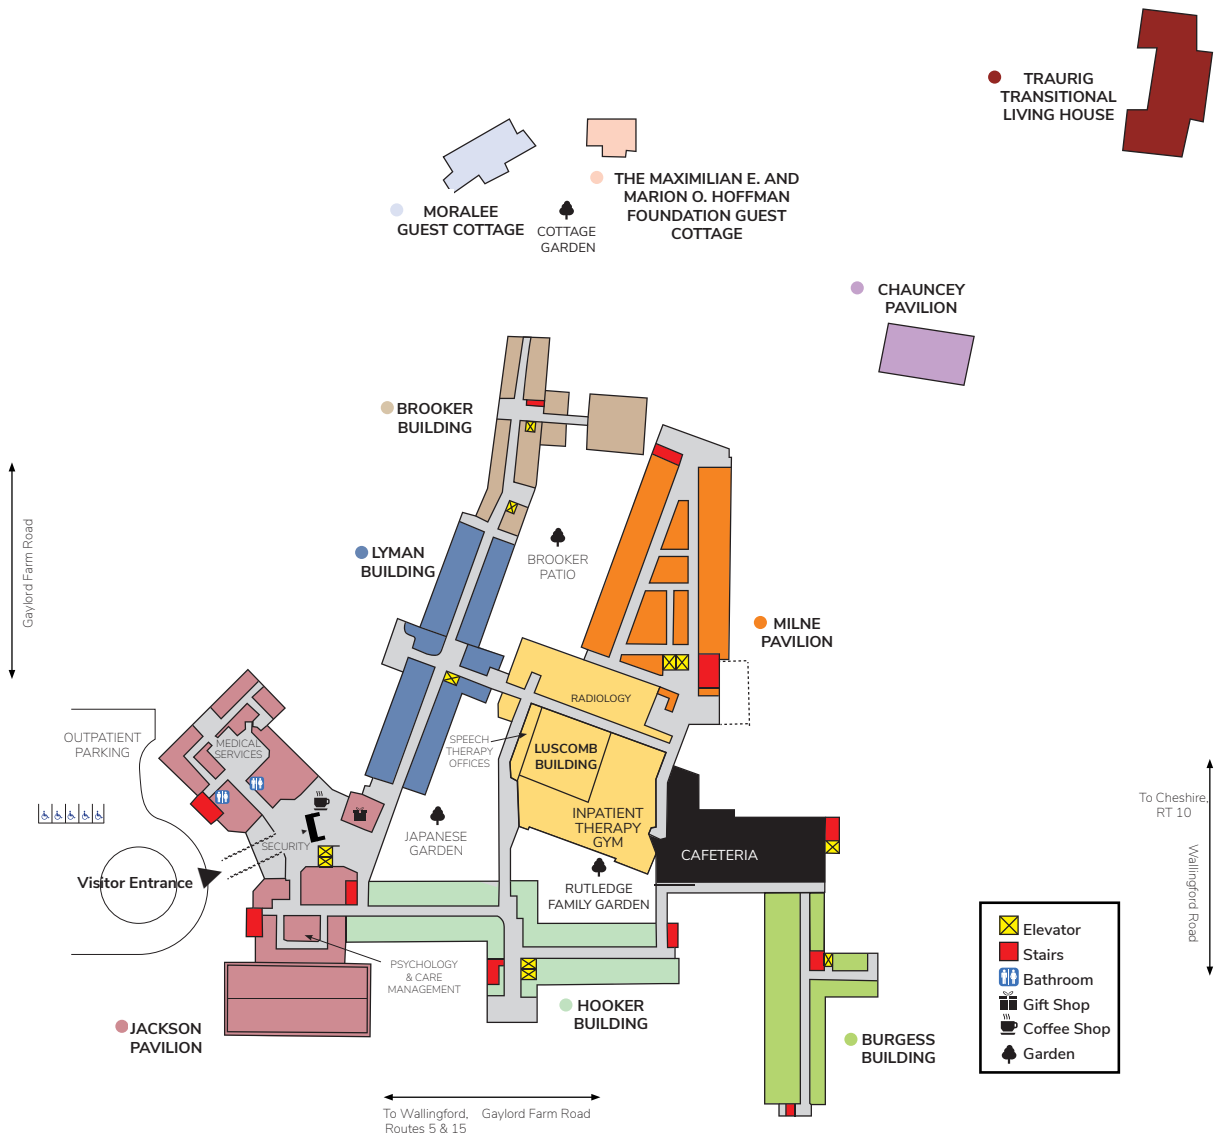 TRAURIG
TRANSITIONAL
LIVING HOUSE
THE MAXIMILIAN E. AND
MARION O. HOFFMAN
FOUNDATION GUEST
COTTAGE
MORALEE
GUEST COTTAGE
COTTAGE
GARDEN
CHAUNCEY
PAVILION
BROOKER
BUILDING
Gaylord Farm Road
LYMAN
BUILDING
BROOKER
PATIO
MILNE
PAVILION
RADIOLOGY
OUTPATIENT
PARKING
MEDICAL
SERVICES
SPEECH
THERAPY
OFFICES
LUSCOMB
BUILDING
INPATIENT
THERAPY
GYM
To Cheshire,
RT 10
Wallingford Road
JAPANESE
GARDEN
SECURITY
CAFETERIA
Visitor Entrance
RUTLEDGE
FAMILY GARDEN
PSYCHOLOGY
& CARE
MANAGEMENT
HOOKER
BUILDING
JACKSON
PAVILION
BURGESS
BUILDING
Elevator
Stairs
Bathroom
Gift Shop
Coffee Shop
Garden
To Wallingford,
Routes 5 & 15
Gaylord Farm Road